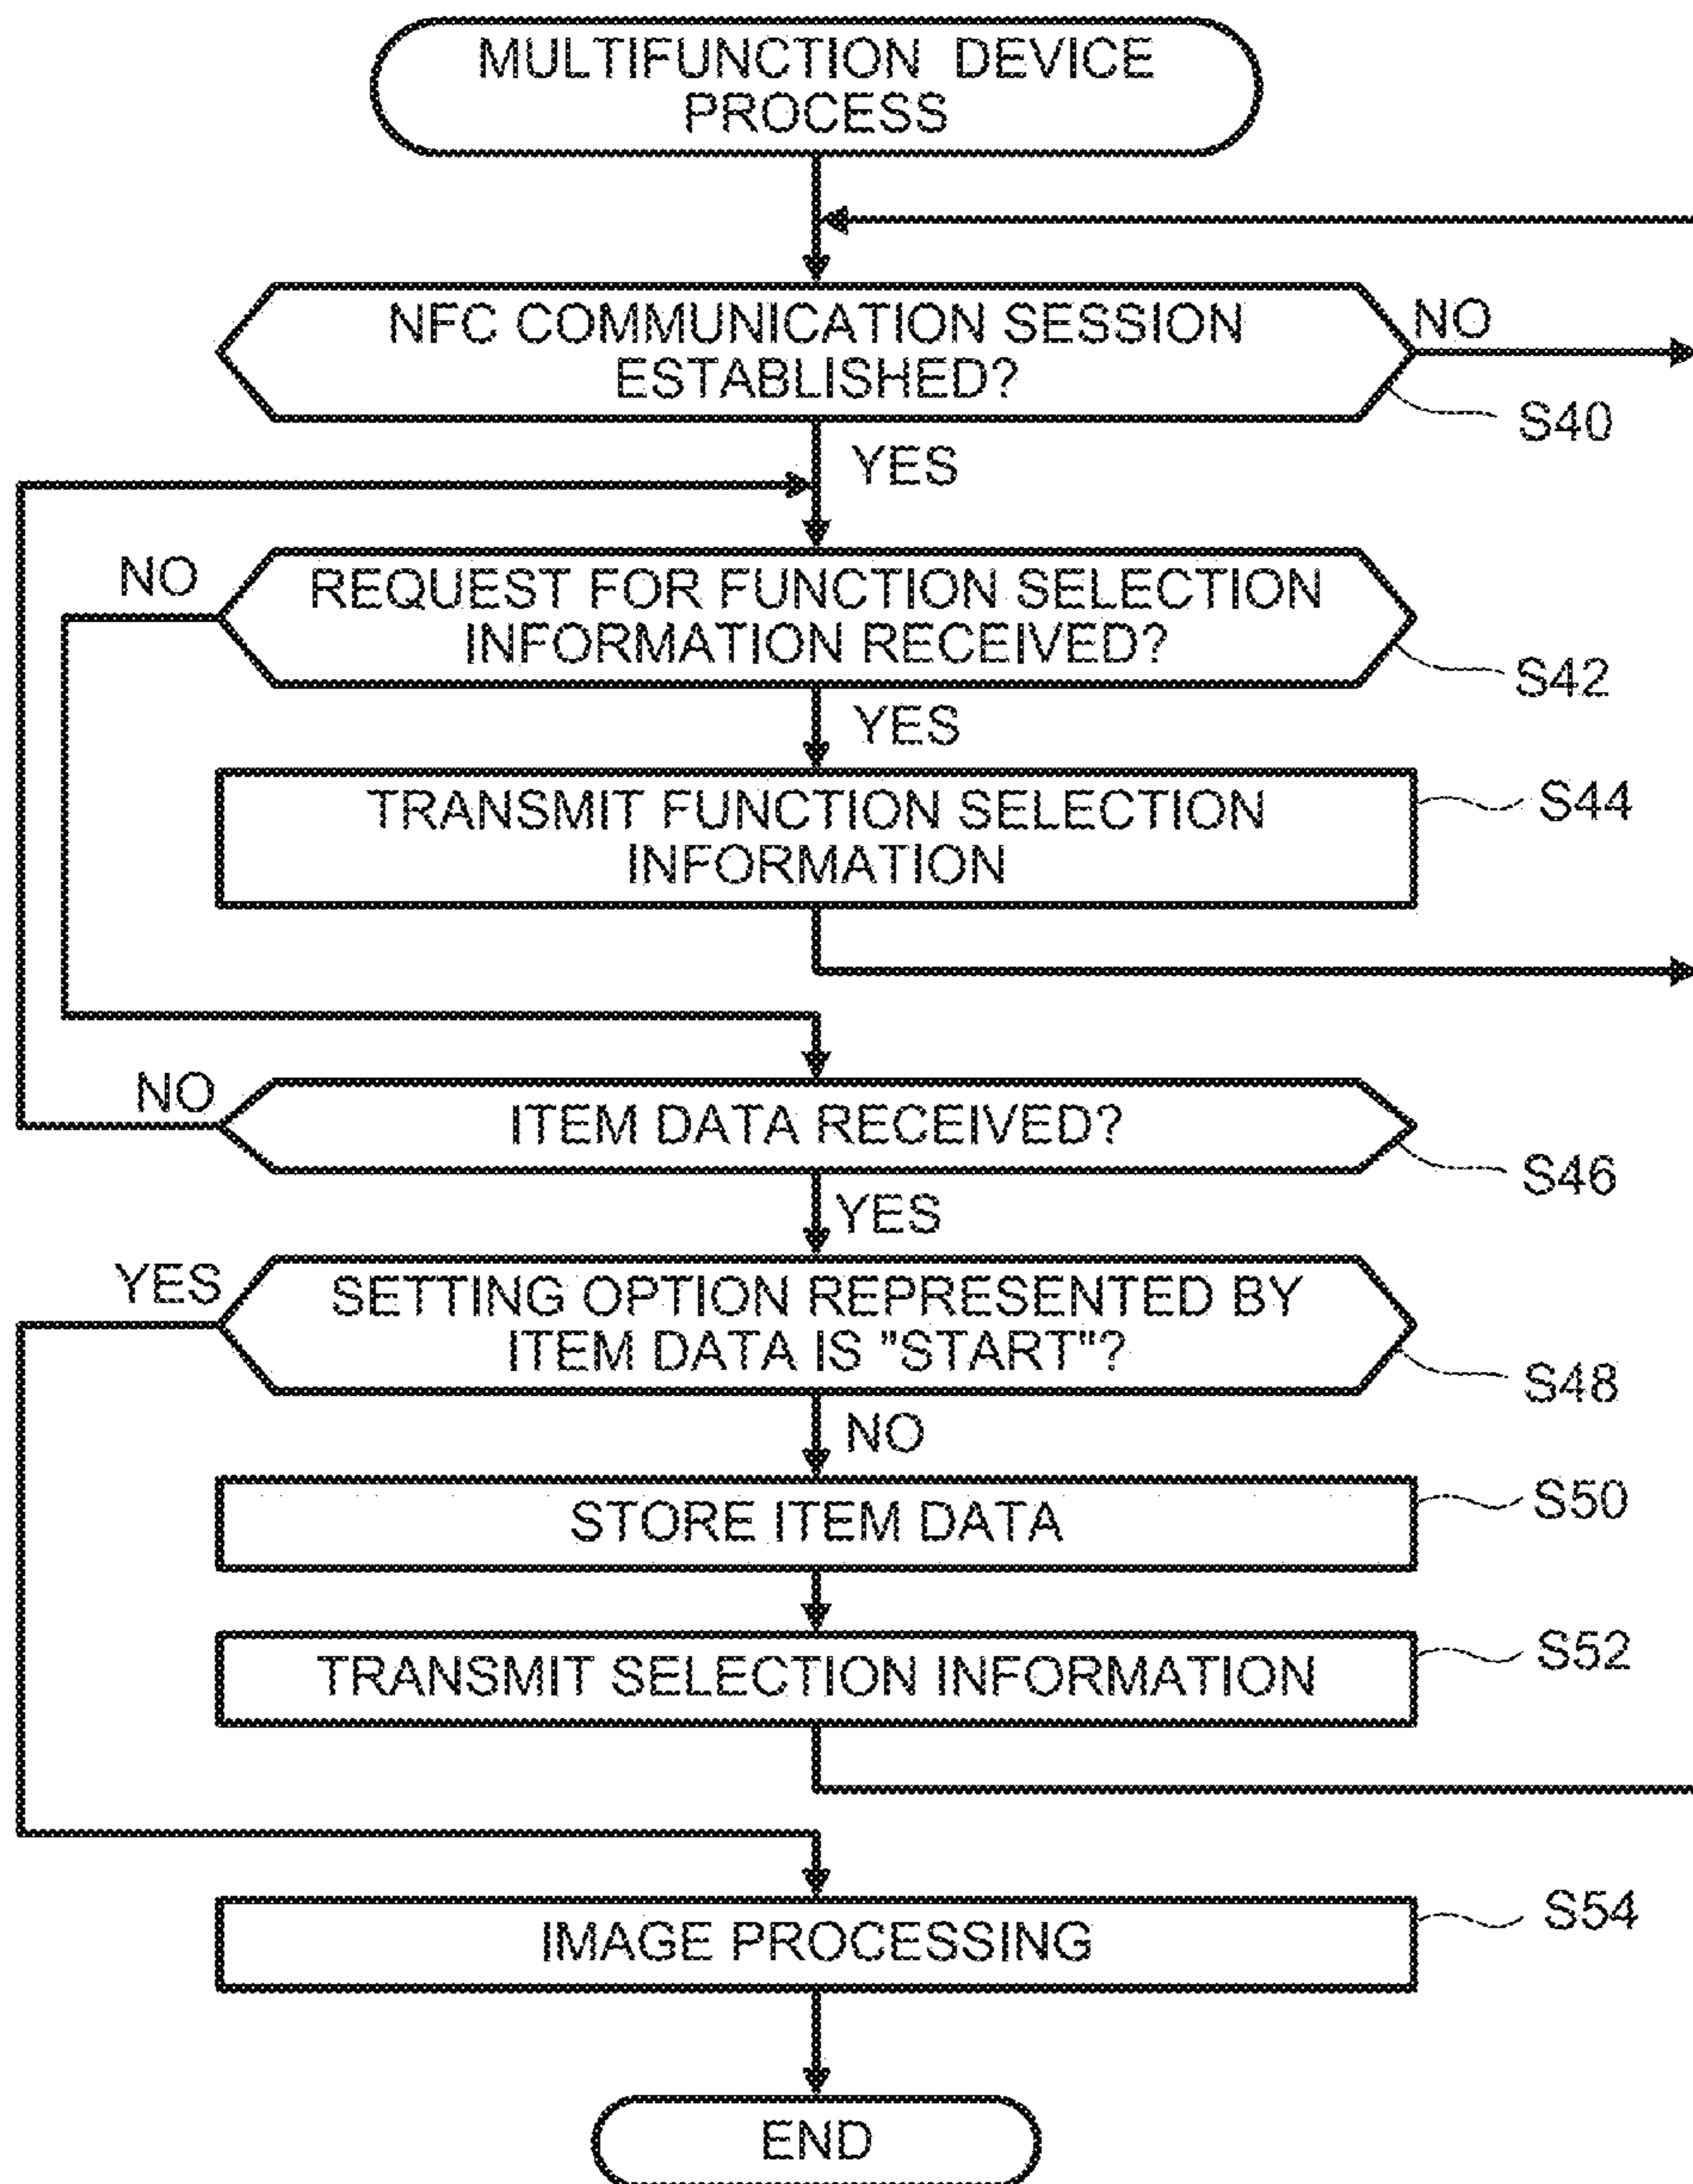 MULTIFUNCTION DEVICE
PROCESS
NFC COMMUNICATION SESSION
ESTABLISHED?
NO
S40
YES
NO
REQUEST FOR FUNCTION SELECTION
INFORMATION RECEIVED?
S42
YES
TRANSMIT FUNCTION SELECTION
INFORMATION
S44
NO
ITEM DATA RECEIVED?
S46
YES
YES
SETTING OPTION REPRESENTED BY
ITEM DATA IS "START"?
S48
NO
STORE ITEM DATA
S50
TRANSMIT SELECTION INFORMATION
S52
IMAGE PROCESSING
S54
END